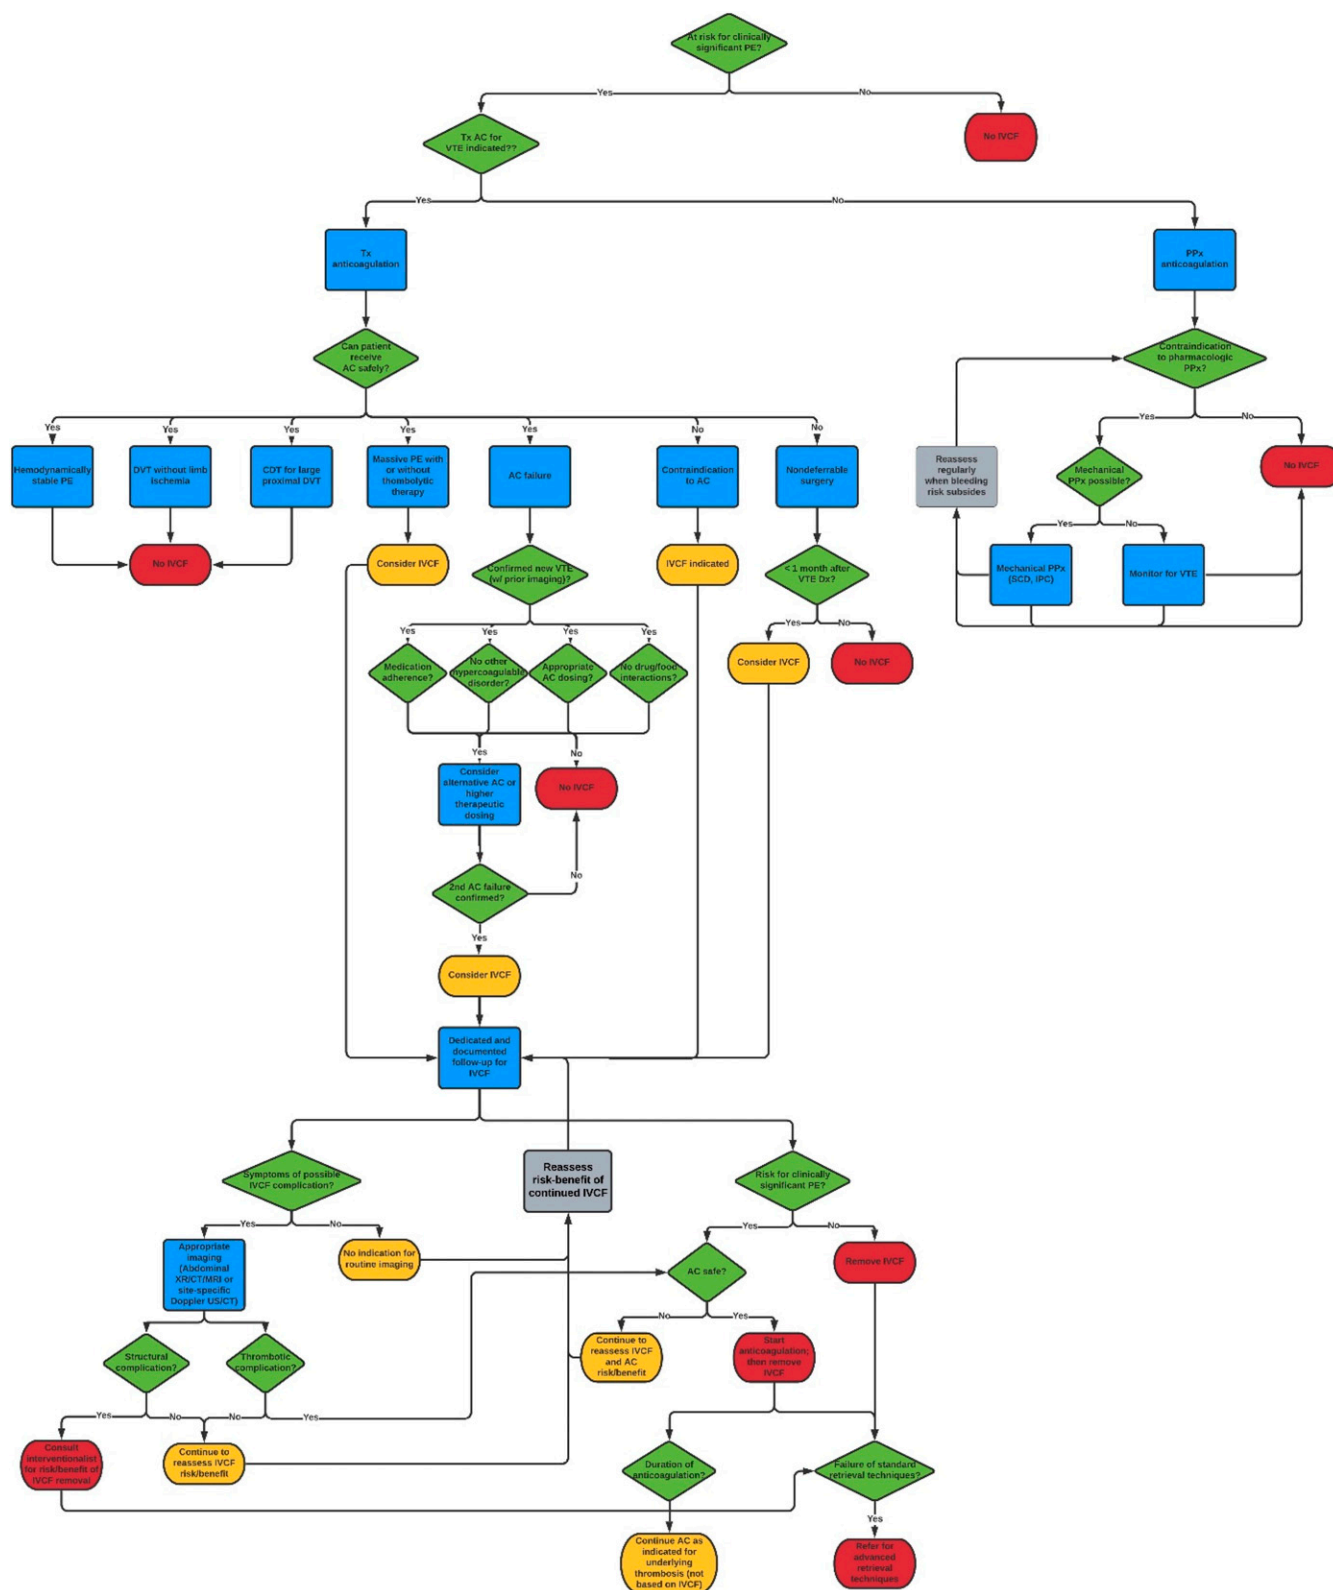 At risk for clinically
significant PE?
Yes
No
No IVCF
Tx AC for
VTE indicated??
Yes
No
Tx
anticoagulation
PPx
anticoagulation
Can patient
receive
AC safely?
Contraindication
to pharmacologic
PPx?
Yes
Yes
Yes
Yes
Yes
No
No
Yes
No
Hemodynamically
stable PE
DVT without limb
ischemia
CDT for large
proximal DVT
Massive PE with
or without
thombolytic
therapy
AC failure
Contraindication
to AC
Nondeferrable
surgery
Reassess
regularly
when bleeding
risk subsides
Mechanical
PPx possible?
No IVCF
Yes
No
No IVCF
Consider IVCF
Confirmed new VTE
(w/ prior imaging)?
IVCF indicated
< 1 month after
VTE Dx?
Mechanical PPx
(SCD, IPC)
Monitor for VTE
Yes
Yes
Yes
Yes
Yes
No
Medication
adherence?
No other
hypercoagulable
disorder?
Appropriate
AC dosing?
No drug/food
interactions?
Consider IVCF
No IVCF
Yes
No
Consider
alternative AC or
higher
therapeutic
dosing
No IVCF
No
2nd AC failure
confirmed?
Yes
Consider IVCF
Dedicated and
documented
follow-up for
IVCF
Symptoms of possible
IVCF complication?
Reassess
risk-benefit of
continued IVCF
Risk for clinically
significant PE?
Yes
No
Yes
No
Appropriate
imaging
(Abdominal
XR/CT/MRI or
site-specific
Doppler US/CT)
No indication for
routine imaging
AC safe?
Remove IVCF
No
Yes
Structural
complication?
Thrombotic
complication?
Continue to
reassess IVCF
and AC
risk/benefit
Start
anticoagulation;
then remove
IVCF
Yes
No
No
Yes
Consult
interventionalist
for risk/benefit of
IVCF removal
Continue to
reassess IVCF
risk/benefit
Duration of
anticoagulation?
Failure of standard
retrieval techniques?
Yes
Continue AC as
indicated for
underlying
thrombosis (not
based on IVCF)
Refer for
advanced
retrieval
techniques